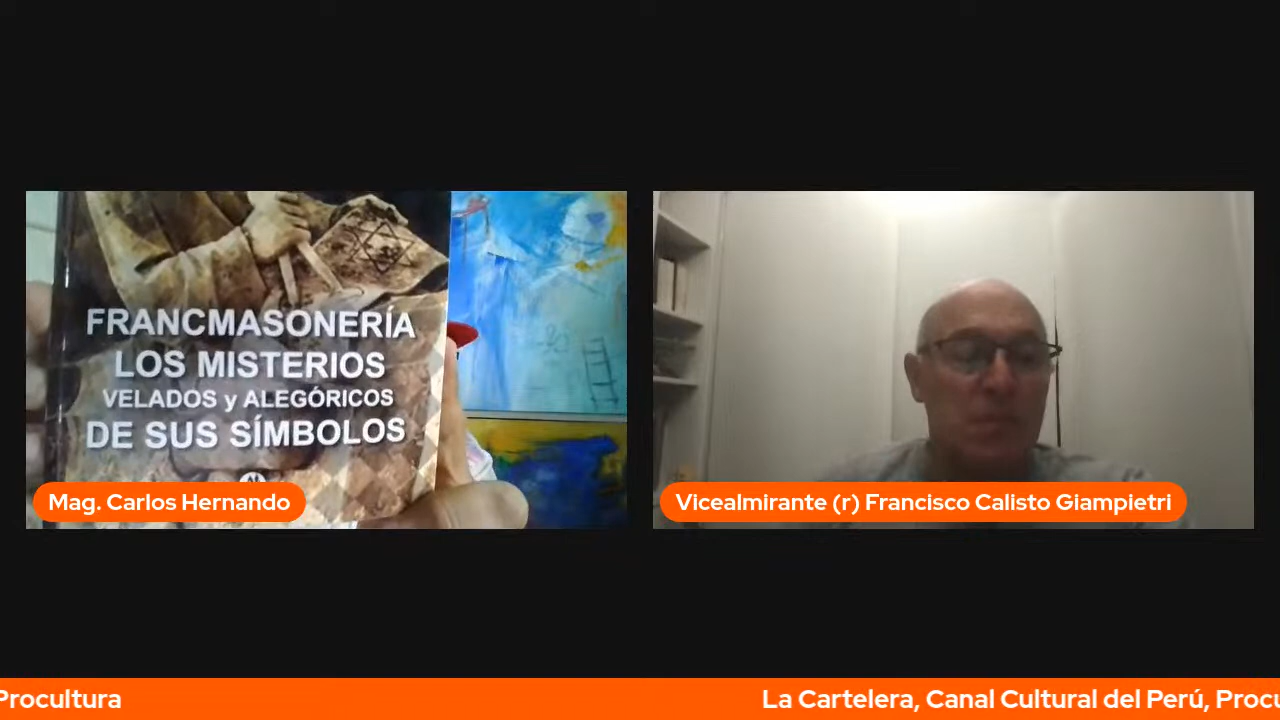 FRANCMASONERÍA
LOS MISTERIOS
VELADOS y ALEGÓRICOS
DE SUS SÍMBOLOS
Mag. Carlos Hernando
Vicealmirante (r) Francisco Calisto Giampietri
Procultura
La Cartelera, Canal Cultural del Perú, Procu